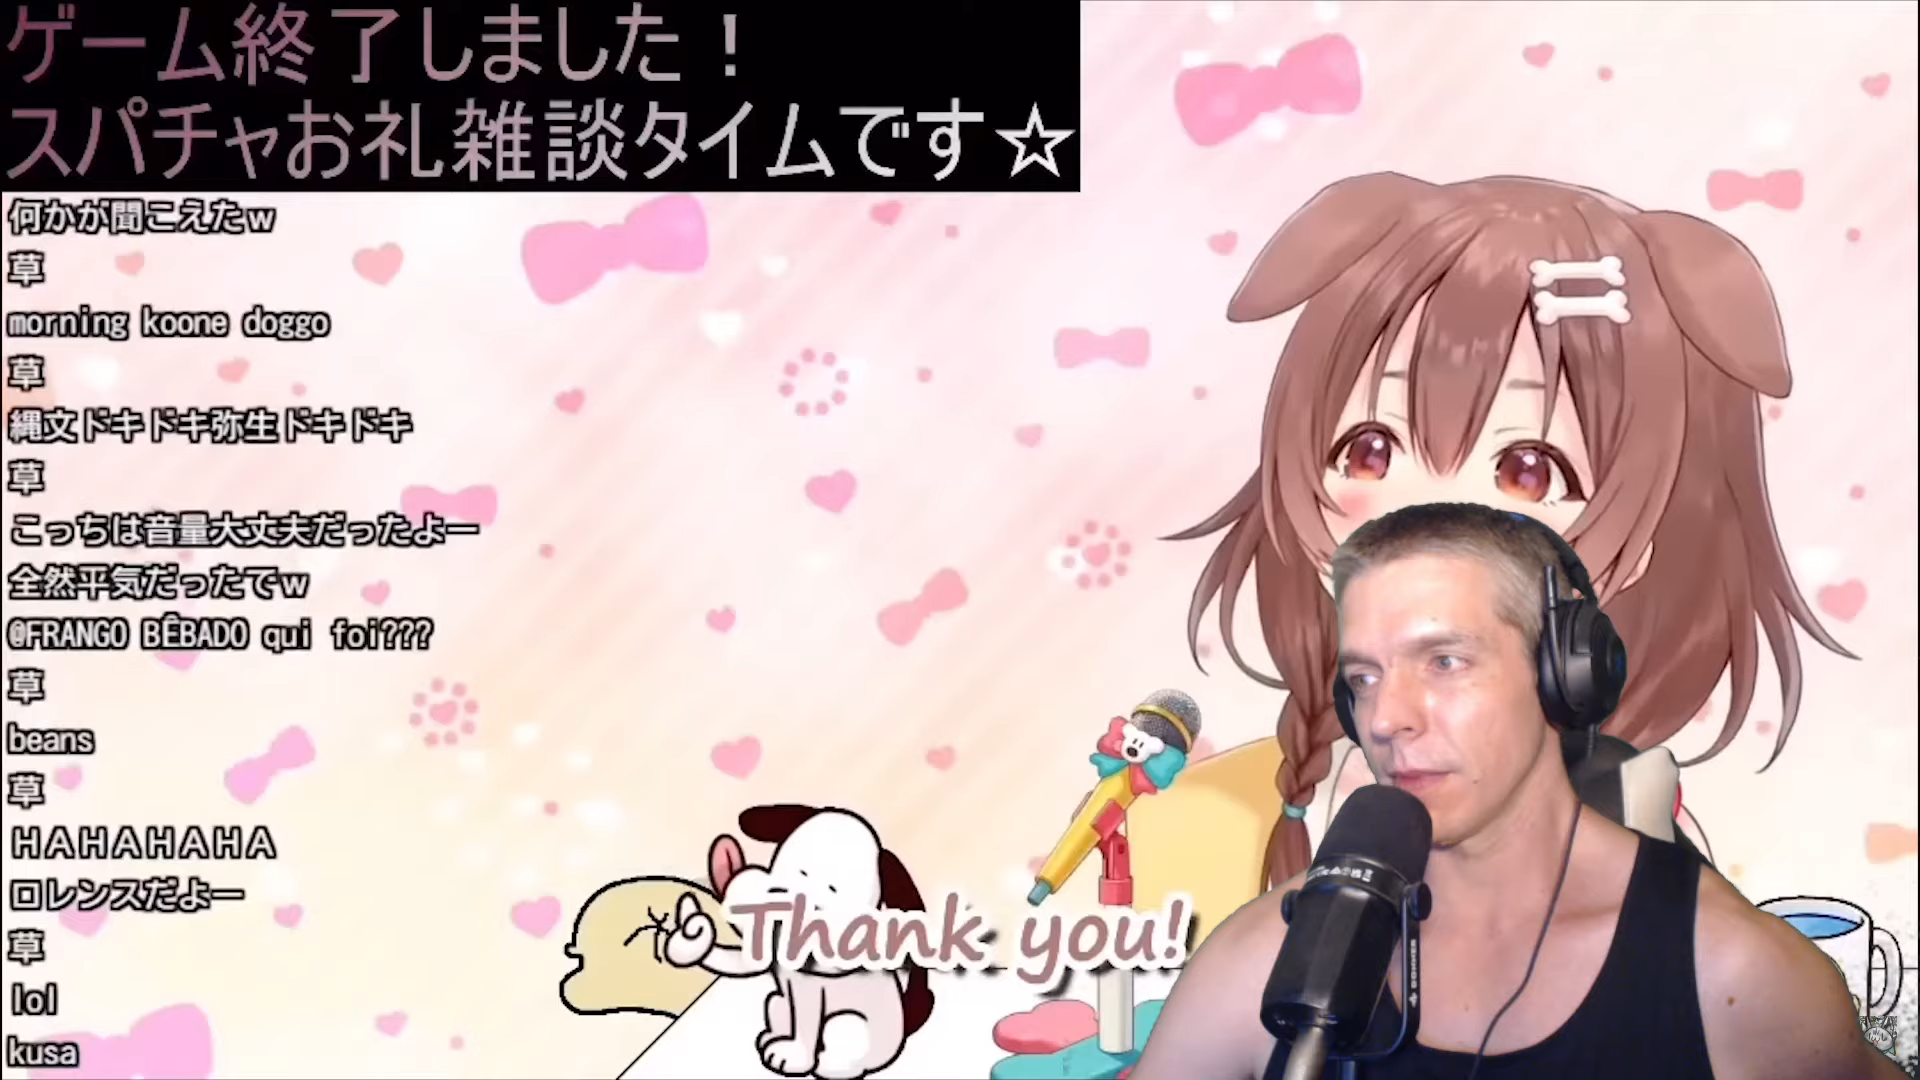 ゲーム終了しました！
スパチャお礼雑談タイムです☆
何かが聞こえたｗ
草
morning koone doggo
草
縄文ドキドキ弥生ドキドキ
草
こっちは音量大丈夫だったよー
全然平気だったでｗ
@FRANGO BÊBADO qui foi???
草
beans
草
ＨＡＨＡＨＡＨＡ
ロレンスだよー
草
lol
kusa
Thank you!